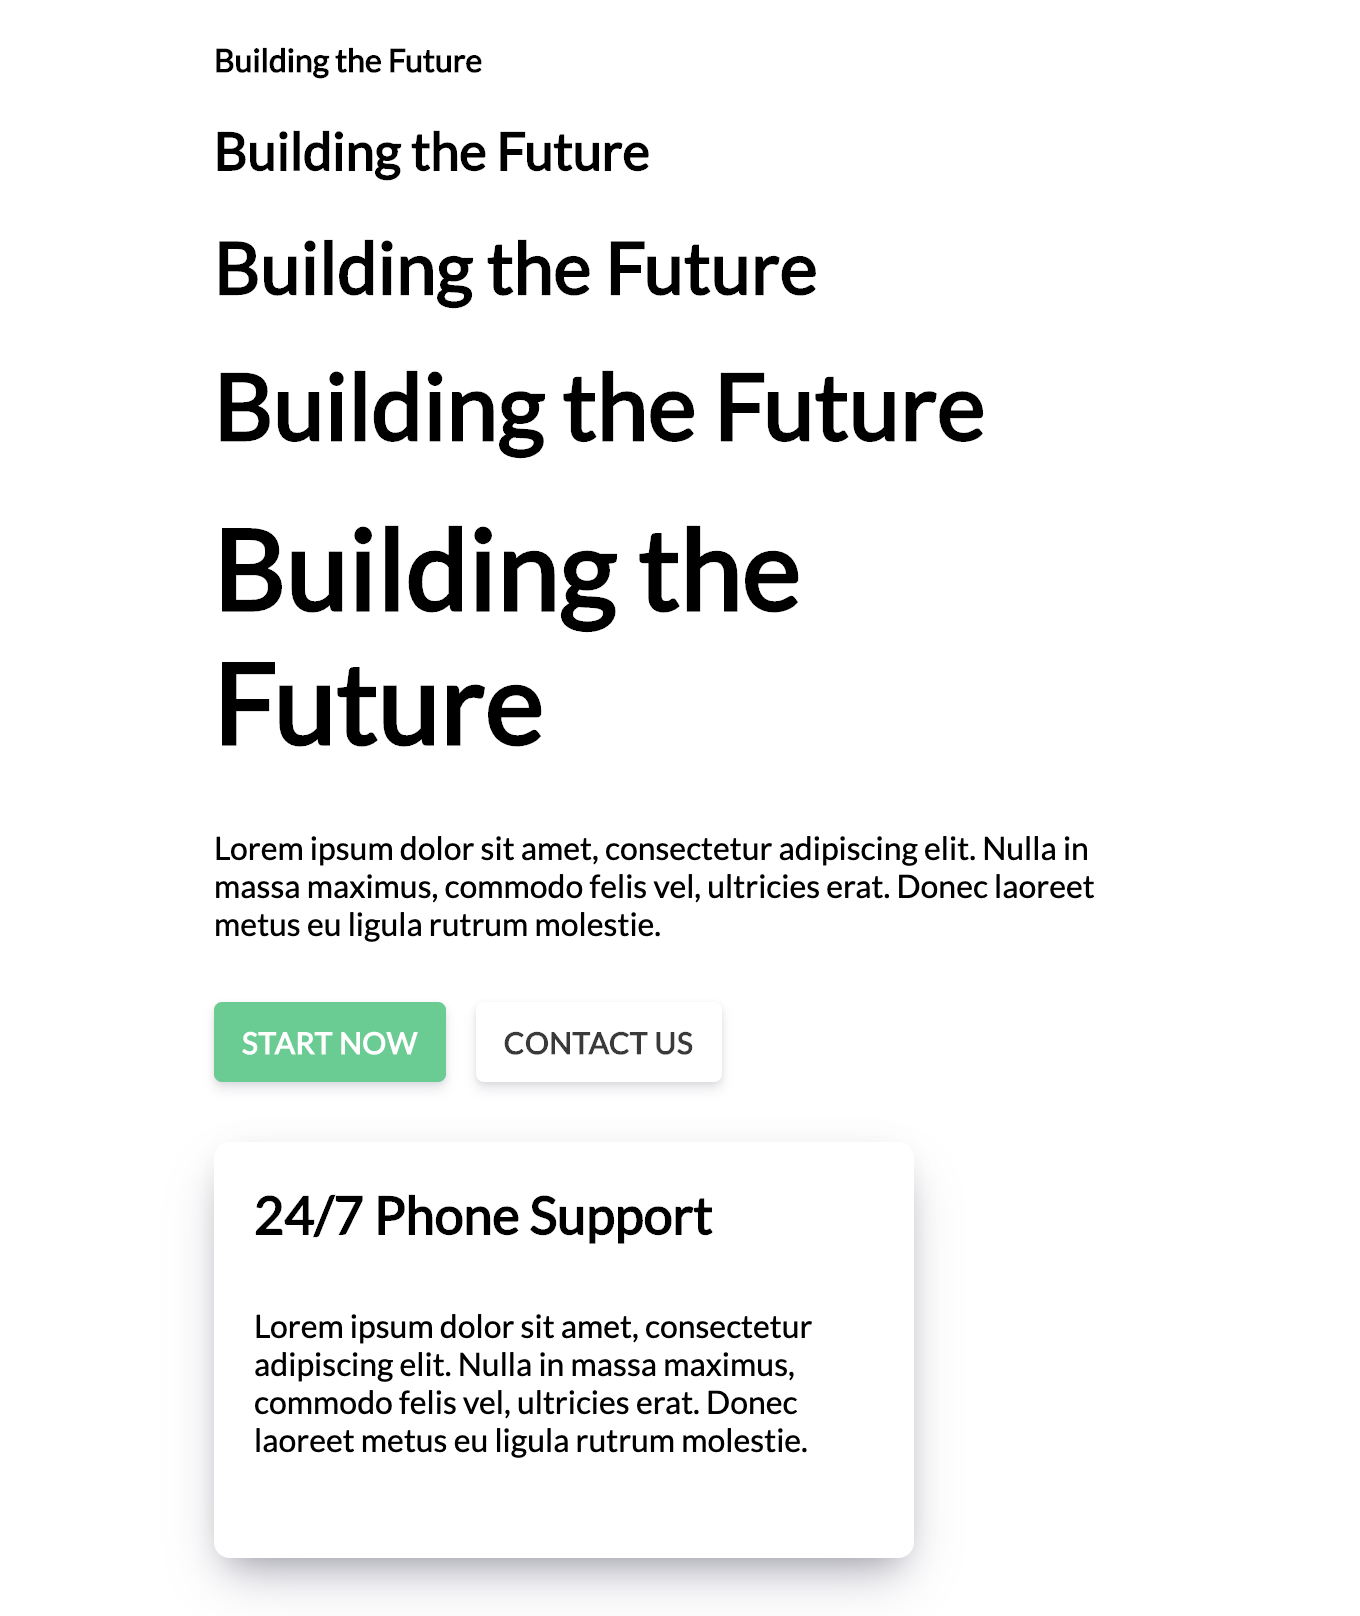 Building the Future
Building the Future
Building the Future
Building the Future
Building the
Future
Lorem ipsum dolor sit amet, consectetur adipiscing elit. Nulla in
massa maximus, commodo felis vel, ultricies erat. Donec laoreet
metus eu ligula rutrum molestie.
START NOW
CONTACT US
24/7 Phone Support
Lorem ipsum dolor sit amet, consectetur
adipiscing elit. Nulla in massa maximus,
commodo felis vel, ultricies erat. Donec
laoreet metus eu ligula rutrum molestie.